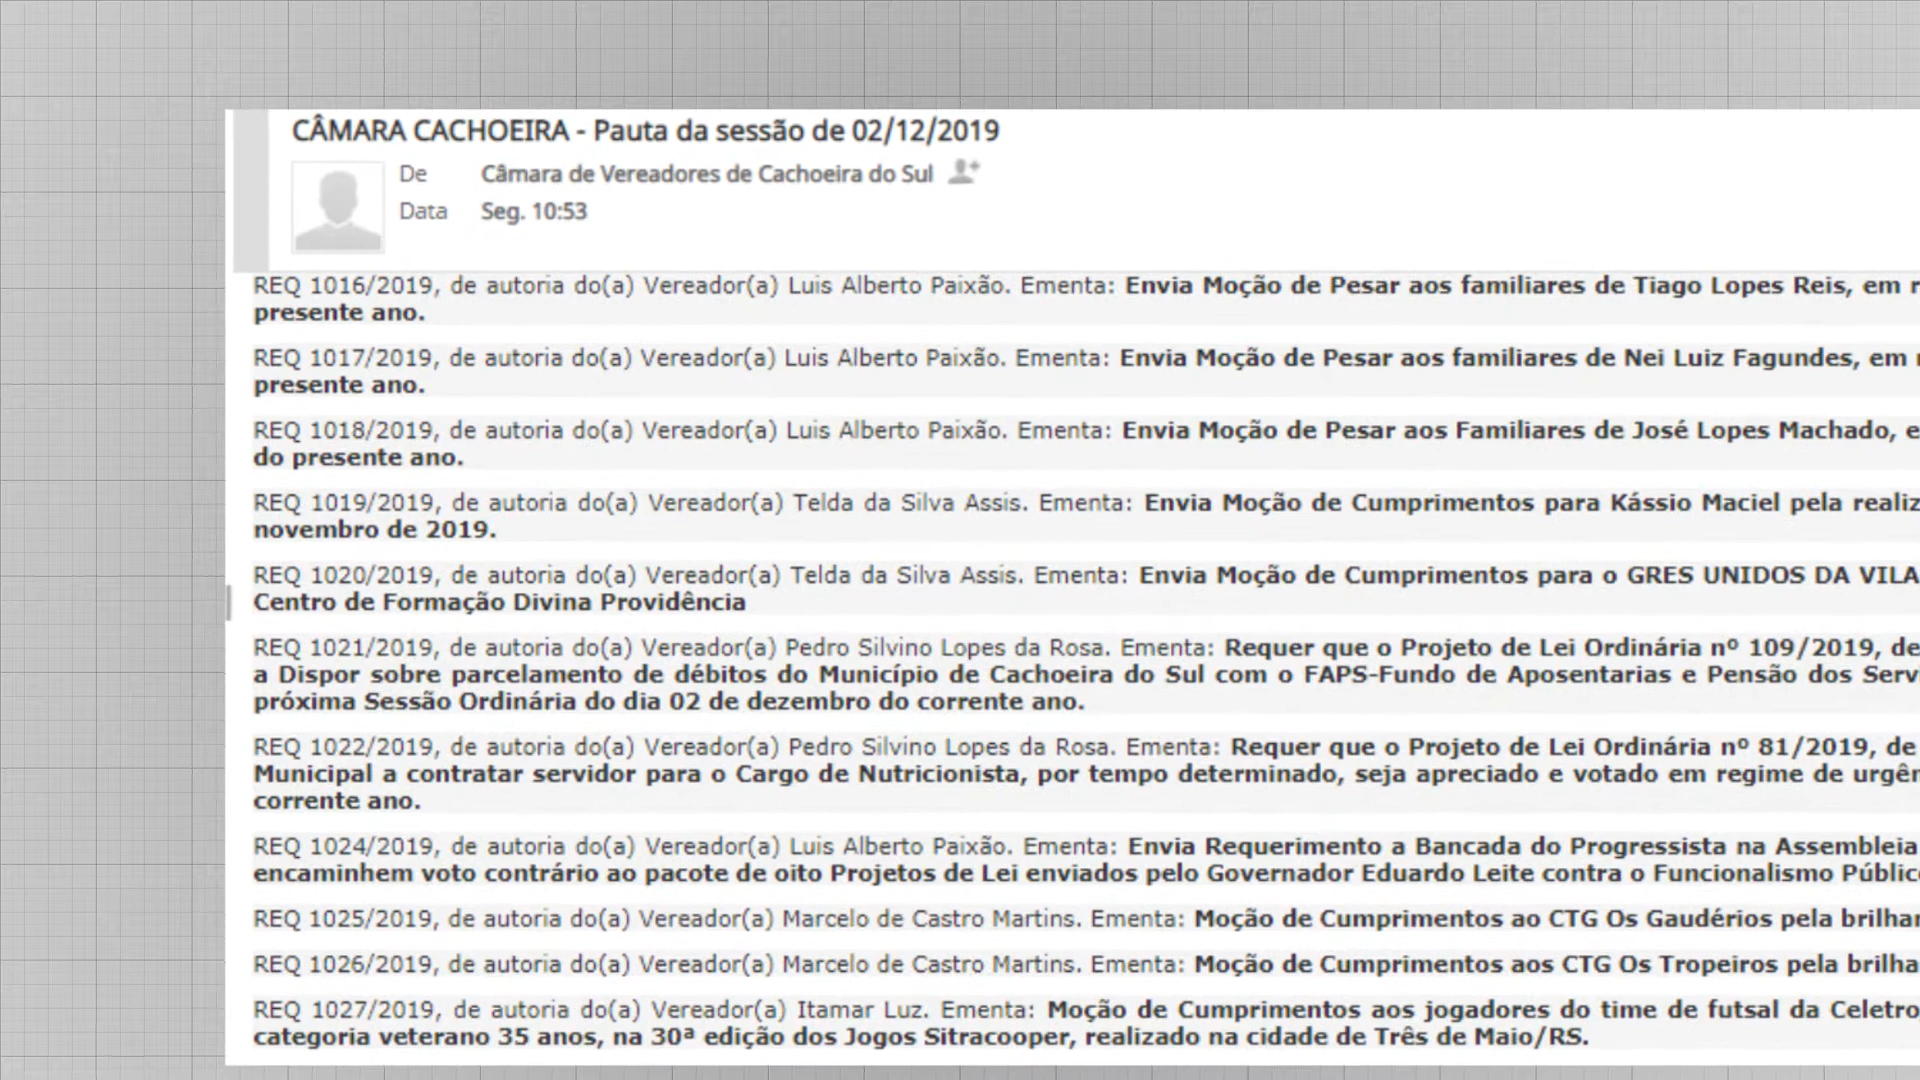 CÂMARA CACHOEIRA - Pauta da sessão de 02/12/2019
De Câmara de Vereadores de Cachoeira do Sul
Data Seg. 10:53
REQ 1016/2019, de autoria do(a) Vereador(a) Luis Alberto Paixão. Ementa: Envia Moção de Pesar aos familiares de Tiago Lopes Reis, em
presente ano.
REQ 1017/2019, de autoria do(a) Vereador(a) Luis Alberto Paixão. Ementa: Envia Moção de Pesar aos familiares de Nei Luiz Fagundes, em
presente ano.
REQ 1018/2019, de autoria do(a) Vereador(a) Luis Alberto Paixão. Ementa: Envia Moção de Pesar aos Familiares de José Lopes Machado,
do presente ano.
REQ 1019/2019, de autoria do(a) Vereador(a) Telda da Silva Assis. Ementa: Envia Moção de Cumprimentos para Kássio Maciel pela realiz
novembro de 2019.
REQ 1020/2019, de autoria do(a) Vereador(a) Telda da Silva Assis. Ementa: Envia Moção de Cumprimentos para o GRES UNIDOS DA VILA
Centro de Formação Divina Providência
REQ 1021/2019, de autoria do(a) Vereador(a) Pedro Silvino Lopes da Rosa. Ementa: Requer que o Projeto de Lei Ordinária nº 109/2019, de
a Dispor sobre parcelamento de débitos do Município de Cachoeira do Sul com o FAPS-Fundo de Aposentarias e Pensão dos Serv
próxima Sessão Ordinária do dia 02 de dezembro do corrente ano.
REQ 1022/2019, de autoria do(a) Vereador(a) Pedro Silvino Lopes da Rosa. Ementa: Requer que o Projeto de Lei Ordinária nº 81/2019, de
Municipal a contratar servidor para o Cargo de Nutricionista, por tempo determinado, seja apreciado e votado em regime de urgên
corrente ano.
REQ 1024/2019, de autoria do(a) Vereador(a) Luis Alberto Paixão. Ementa: Envia Requerimento a Bancada do Progressista na Assembleia
encaminhem voto contrário ao pacote de oito Projetos de Lei enviados pelo Governador Eduardo Leite contra o Funcionalismo Públic
REQ 1025/2019, de autoria do(a) Vereador(a) Marcelo de Castro Martins. Ementa: Moção de Cumprimentos ao CTG Os Gaudérios pela brilhan
REQ 1026/2019, de autoria do(a) Vereador(a) Marcelo de Castro Martins. Ementa: Moção de Cumprimentos aos CTG Os Tropeiros pela brilha
REQ 1027/2019, de autoria do(a) Vereador(a) Itamar Luz. Ementa: Moção de Cumprimentos aos jogadores do time de futsal da Celetro
categoria veterano 35 anos, na 30ª edição dos Jogos Sitracooper, realizado na cidade de Três de Maio/RS.